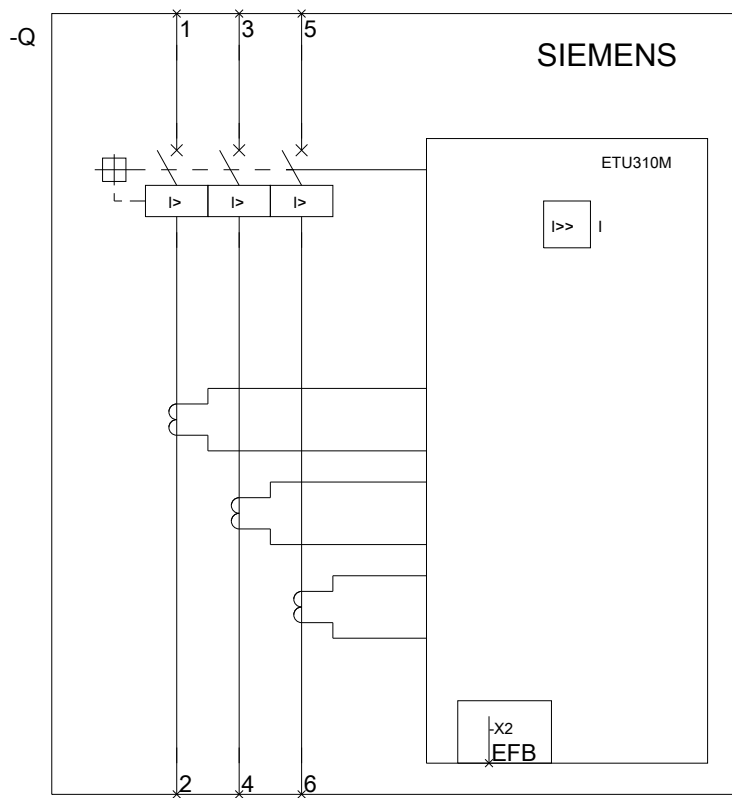 1 3 5
-Q
SIEMENS
ETU310M
I> I> I>
I>> I
-X2
EFB
2 4 6